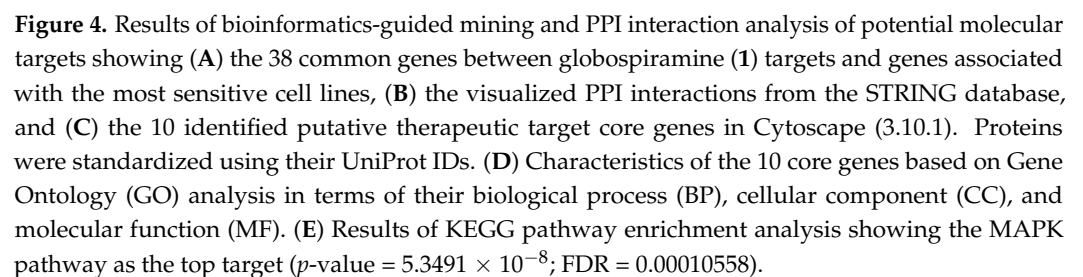 Figure 4. Results of bioinformatics-guided mining and PPI interaction analysis of potential molecular
targets showing (A) the 38 common genes between globospiramine (1) targets and genes associated
with the most sensitive cell lines, (B) the visualized PPI interactions from the STRING database,
and (C) the 10 identified putative therapeutic target core genes in Cytoscape (3.10.1). Proteins
were standardized using their UniProt IDs. (D) Characteristics of the 10 core genes based on Gene
Ontology (GO) analysis in terms of their biological process (BP), cellular component (CC), and
molecular function (MF). (E) Results of KEGG pathway enrichment analysis showing the MAPK
pathway as the top target (p-value = 5.3491 × 10⁻⁸; FDR = 0.00010558).